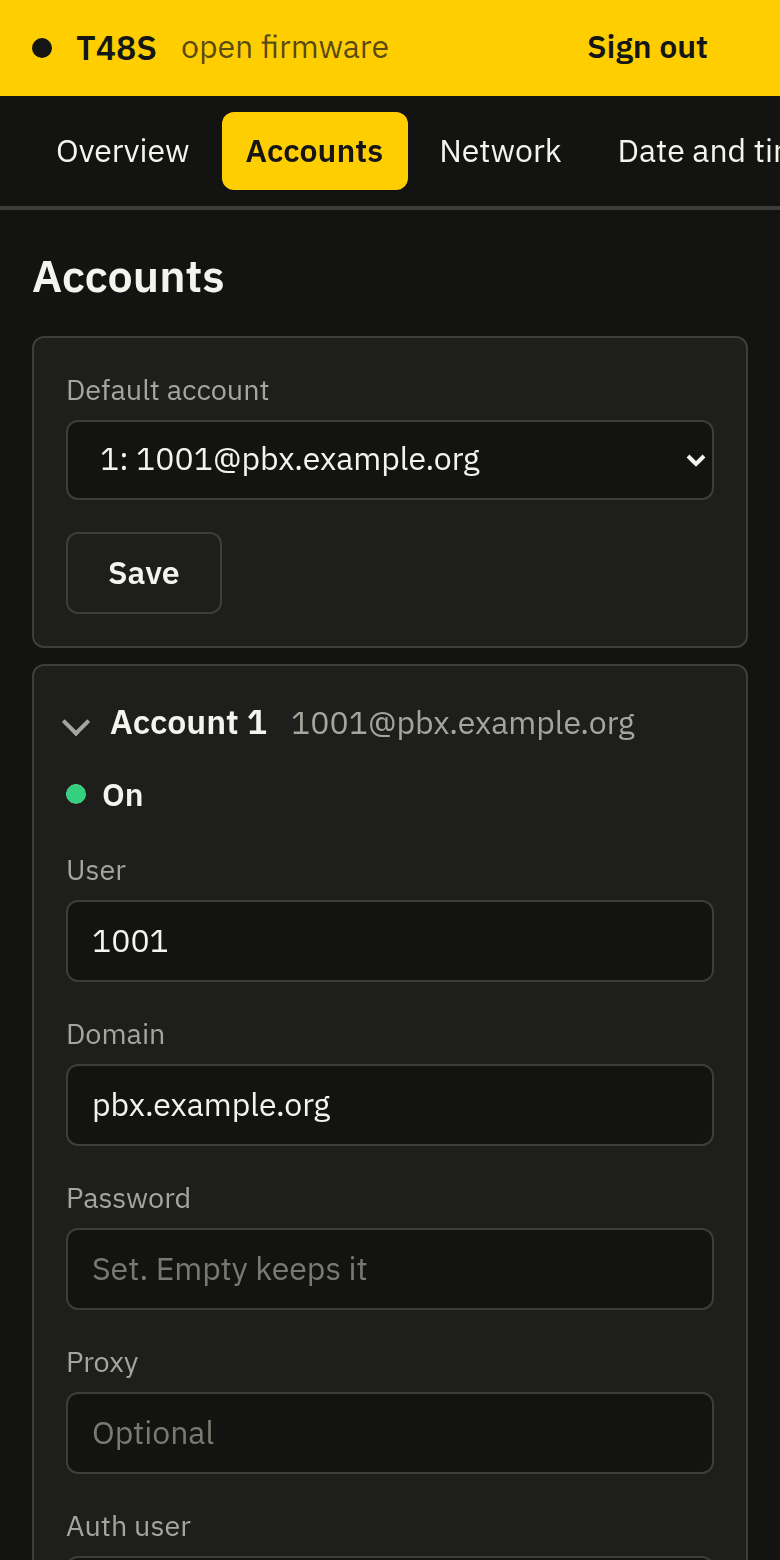 T48S open firmware Sign out
Overview Accounts Network Date and
Accounts
Default account
1: 1001@pbx.example.org
Save
Account 1 1001@pbx.example.org
On
User
1001
Domain
pbx.example.org
Password
Set. Empty keeps it
Proxy
Optional
Auth user